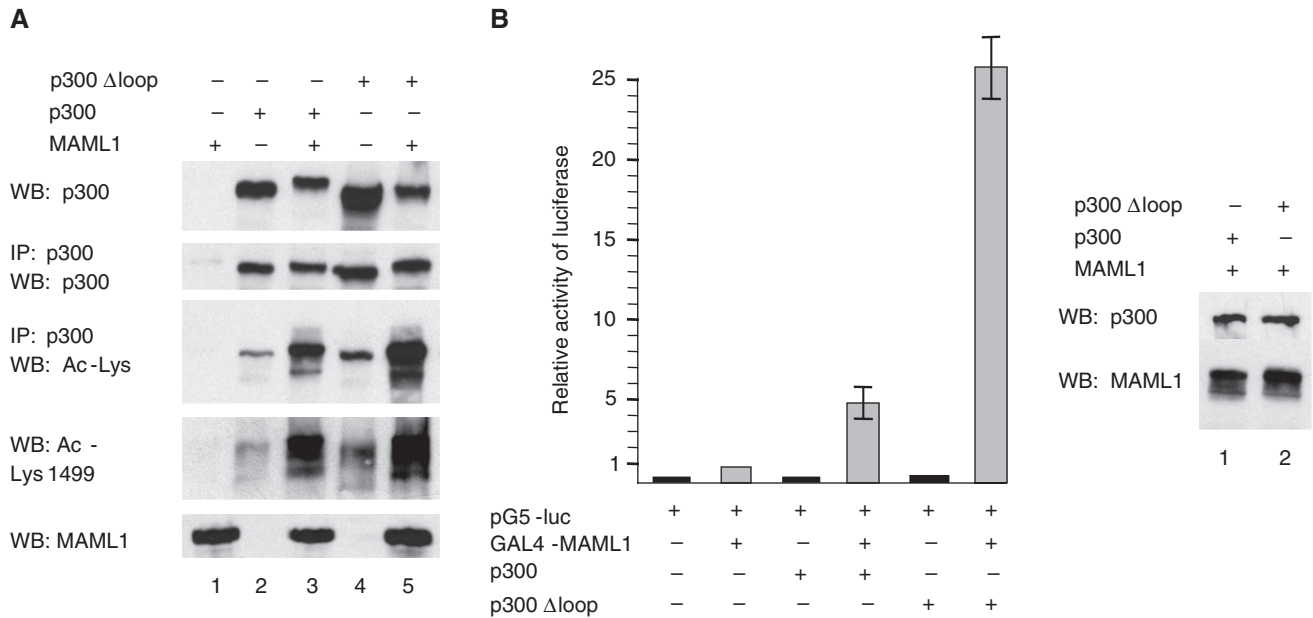 A
p300 Δloop – – – + +
p300 – + + – –
MAML1 + – + – +
WB: p300
IP: p300
WB: p300
IP: p300
WB: Ac-Lys
WB: Ac -
Lys 1499
WB: MAML1
1 2 3 4 5
B
Relative activity of luciferase
25
20
15
10
5
1
pG5 -luc + + + + + +
GAL4 -MAML1 – + – + – +
p300 – – + + – –
p300 Δloop – – – – + +
p300 Δloop – +
p300 + –
MAML1 + +
WB: p300
WB: MAML1
1 2